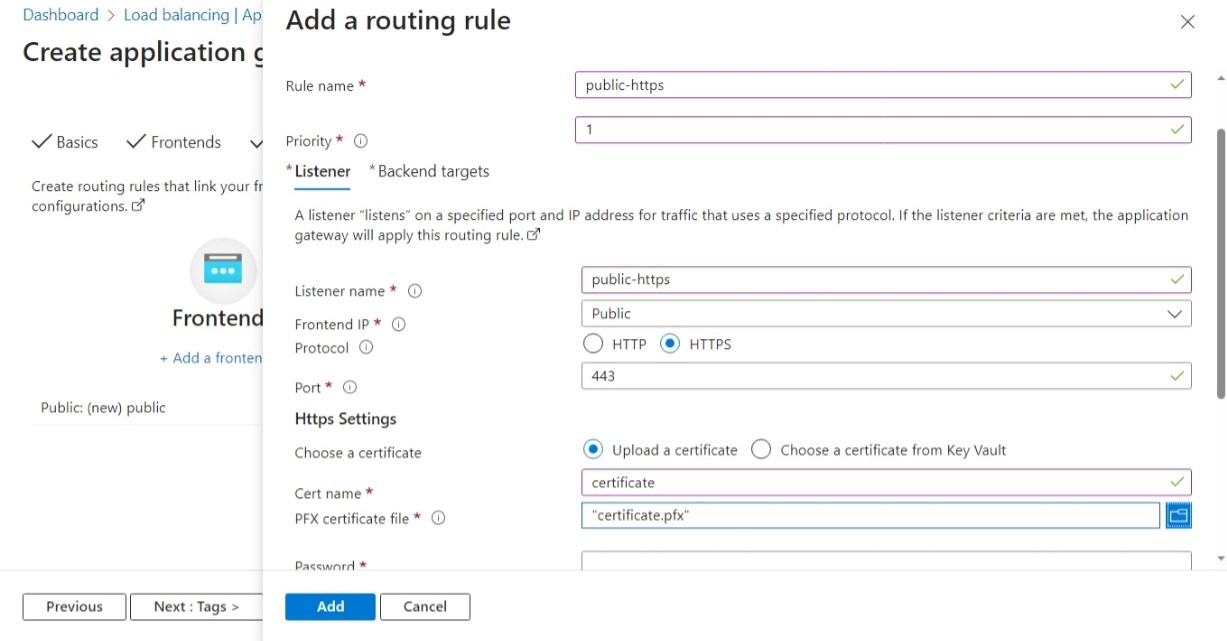 Dashboard > Load balancing | Ap
Create application g
Basics
Frontends
Create routing rules that link your fr
configurations.
Frontend
+ Add a fronten
Public: (new) public
Previous
Next : Tags >
Add a routing rule
Rule name *
public-https
Priority *
1
* Listener
* Backend targets
A listener “listens” on a specified port and IP address for traffic that uses a specified protocol. If the listener criteria are met, the application
gateway will apply this routing rule.
Listener name *
public-https
Frontend IP *
Public
Protocol
HTTP
HTTPS
Port *
443
Https Settings
Choose a certificate
Upload a certificate
Choose a certificate from Key Vault
Cert name *
certificate
PFX certificate file *
"certificate.pfx"
Password *
Add
Cancel